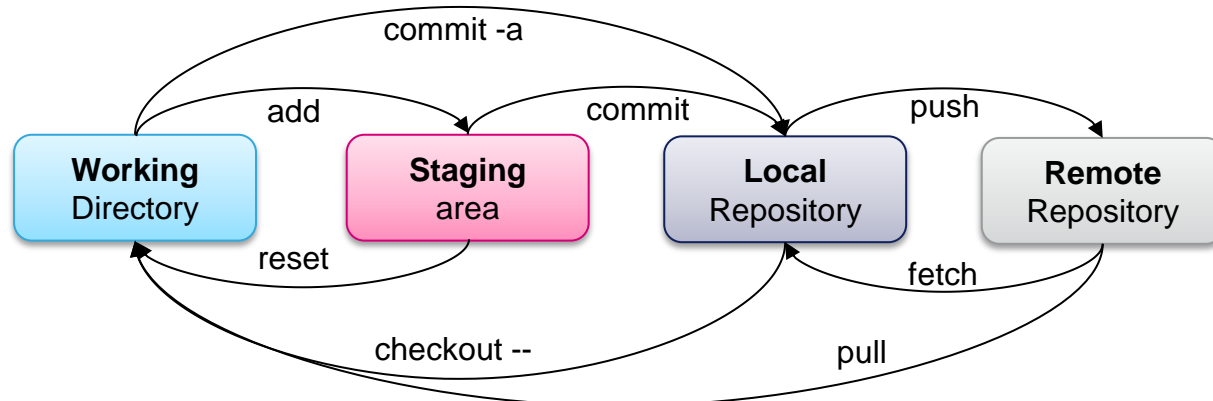 commit -a
add
commit
push
Working
Directory
Staging
area
Local
Repository
Remote
Repository
reset
fetch
checkout --
pull